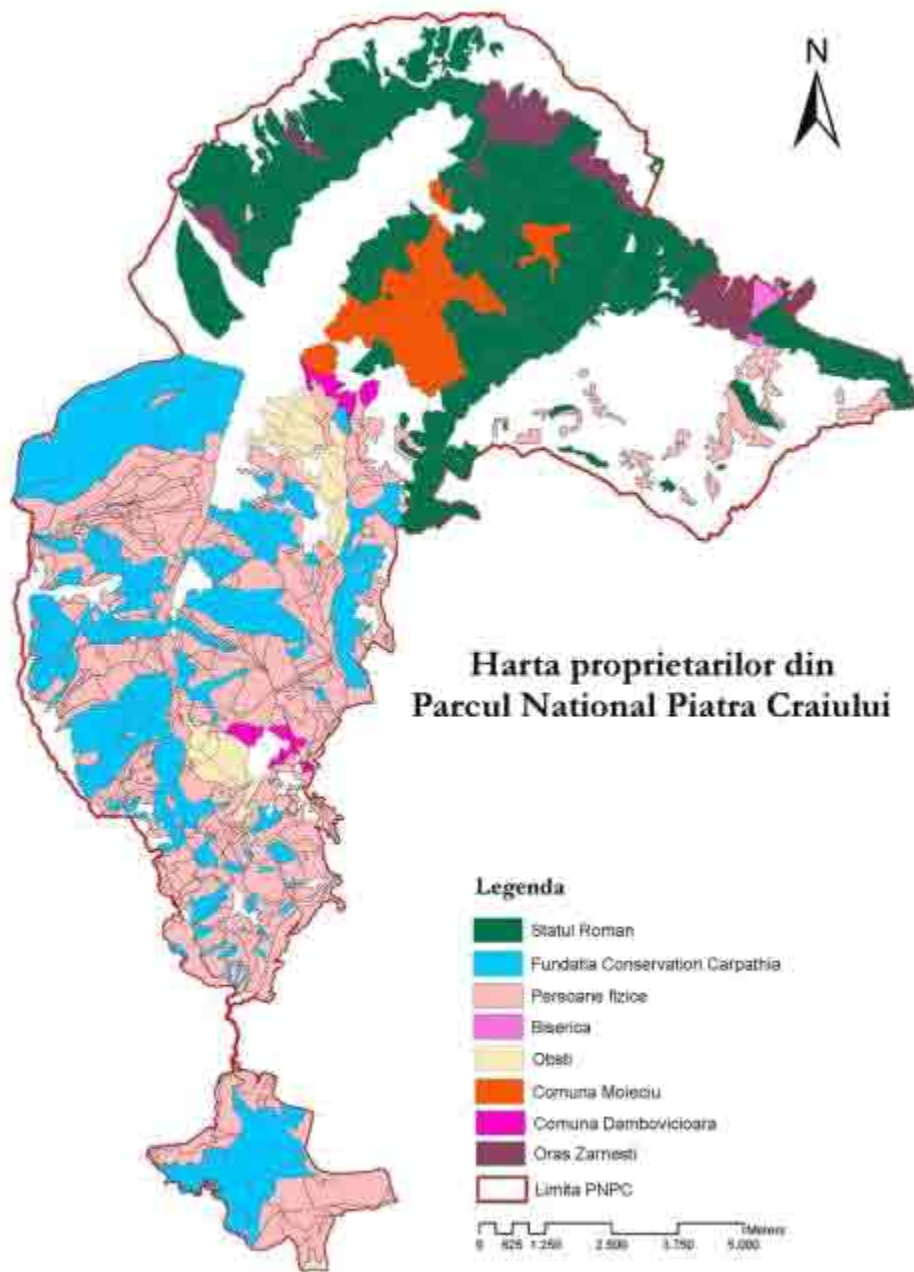 N
Harta proprietarilor din
Parcul National Piatra Craiului
Legenda
Statul Roman
Fundatia Conservation Carpathia
Persoane fizice
Biserica
Obsti
Comuna Moieciu
Comuna Dambovicioara
Oras Zarnesti
Limita PNPC
Meters
0 625 1.250 2.500 3.750 5.000